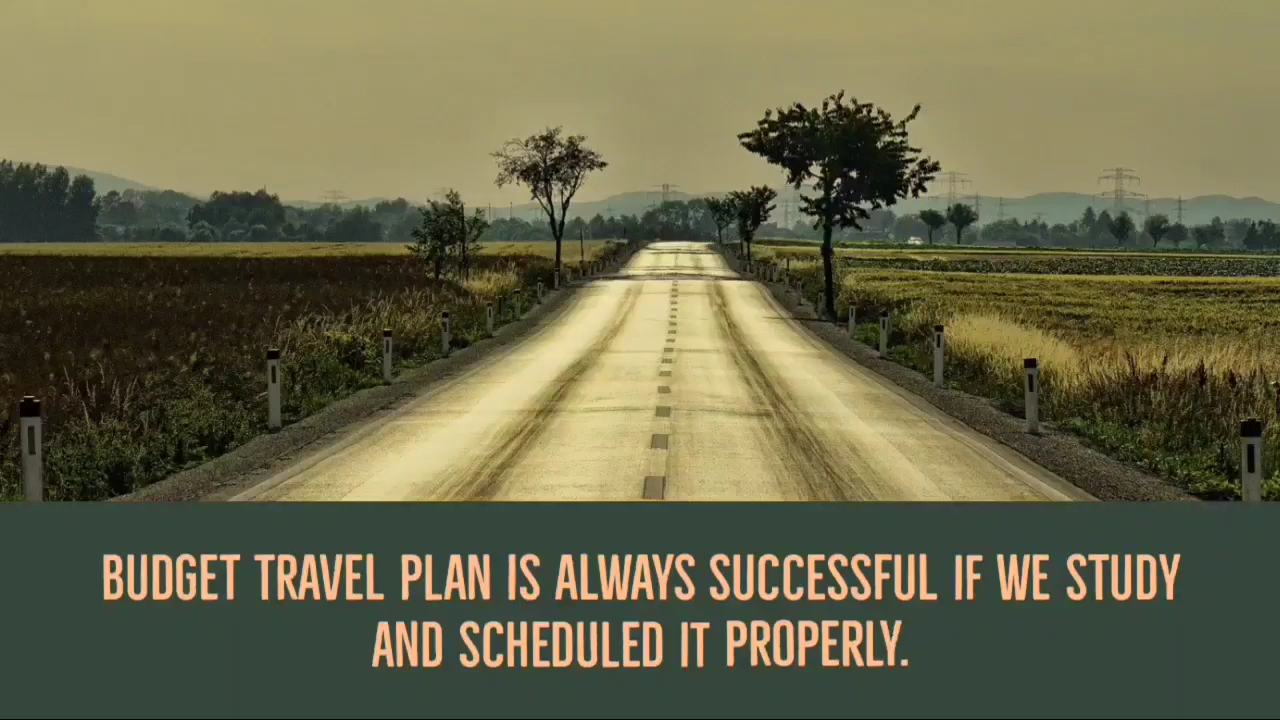 BUDGET TRAVEL PLAN IS ALWAYS SUCCESSFUL IF WE STUDY
AND SCHEDULED IT PROPERLY.